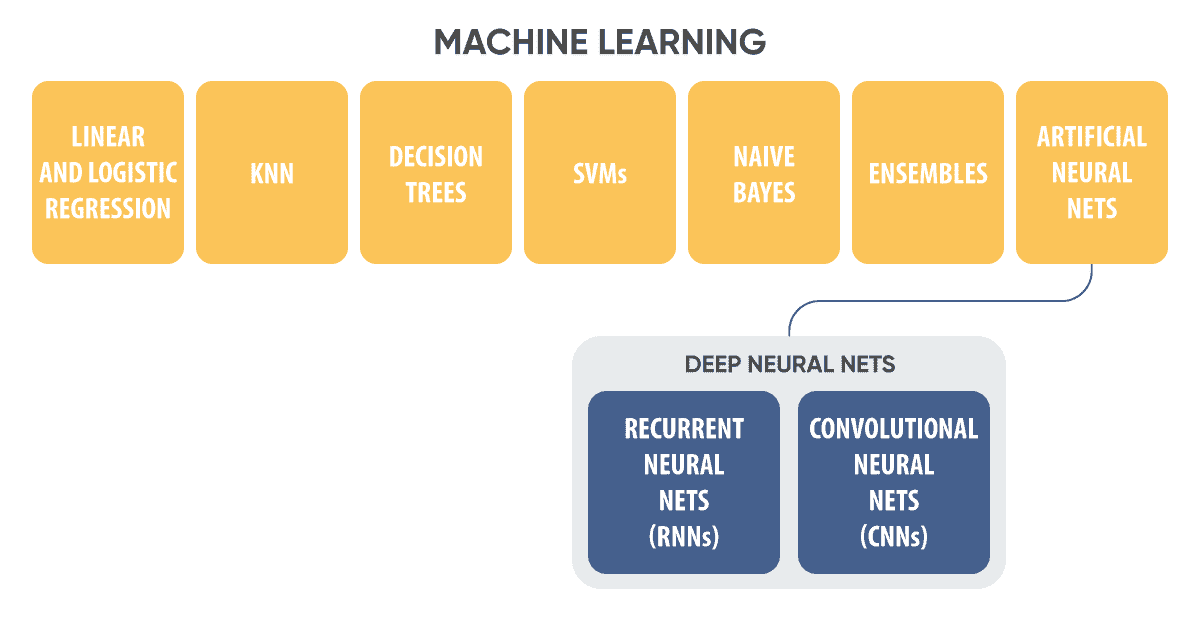 MACHINE LEARNING
LINEAR
AND LOGISTIC
REGRESSION
KNN
DECISION
TREES
SVMs
NAIVE
BAYES
ENSEMBLES
ARTIFICIAL
NEURAL
NETS
DEEP NEURAL NETS
RECURRENT
NEURAL
NETS
(RNNs)
CONVOLUTIONAL
NEURAL
NETS
(CNNs)